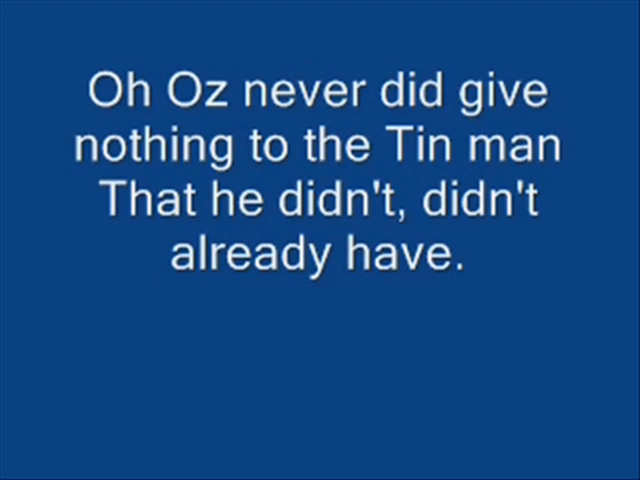 Oh Oz never did give
nothing to the Tin man
That he didn't, didn't
already have.